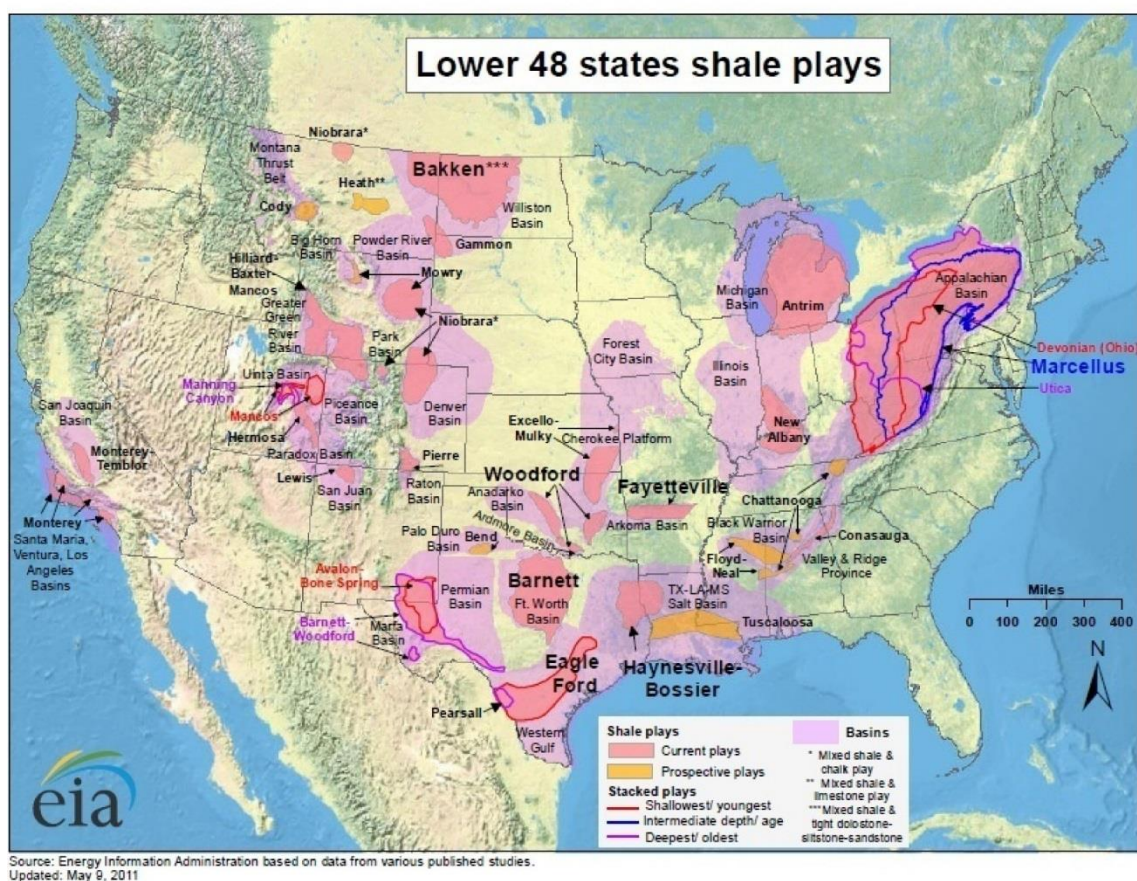 Lower 48 states shale plays
Niobrara*
Montana
Thrust
Belt
Bakken***
Heath**
Cody
Williston
Basin
Big Horn
Basin
Powder River
Basin
Gammon
Hilliard-
Baxter-
Mancos
Mowry
Greater
Green
River
Basin
Niobrara*
Park
Basin
Michigan
Basin
Antrim
Appalachian
Basin
Devonian (Ohio)
Marcellus
Utica
Forest
City Basin
Illinois
Basin
Uinta Basin
Manning
Canyon
Mancos
Piceance
Basin
Denver
Basin
Hermosa
Paradox Basin
San Joaquin
Basin
Monterey-
Temblor
Excello-
Mulky
Cherokee Platform
New
Albany
Pierre
Lewis
Raton
Basin
San Juan
Basin
Woodford
Anadarko
Basin
Fayetteville
Arkoma Basin
Chattanooga
Black Warrior
Basin
Conasauga
Monterey
Santa Maria,
Ventura, Los
Angeles
Basins
Palo Duro
Basin
Bend
Ardmore Basin
Floyd-
Neal
Valley & Ridge
Province
Avalon-
Bone Spring
Permian
Basin
Barnett
Ft. Worth
Basin
TX-LA-MS
Salt Basin
Tuscaloosa
Barnett-
Woodford
Marfa
Basin
Eagle
Ford
Haynesville-
Bossier
Pearsall
Western
Gulf
Miles
0 100 200 300 400
N
Shale plays
Current plays
Prospective plays
Stacked plays
Shallowest/ youngest
Intermediate depth/ age
Deepest/ oldest
Basins
* Mixed shale &
chalk play
** Mixed shale &
limestone play
***Mixed shale &
tight dolostone-
siltstone-sandstone
eia
Source: Energy Information Administration based on data from various published studies.
Updated: May 9, 2011